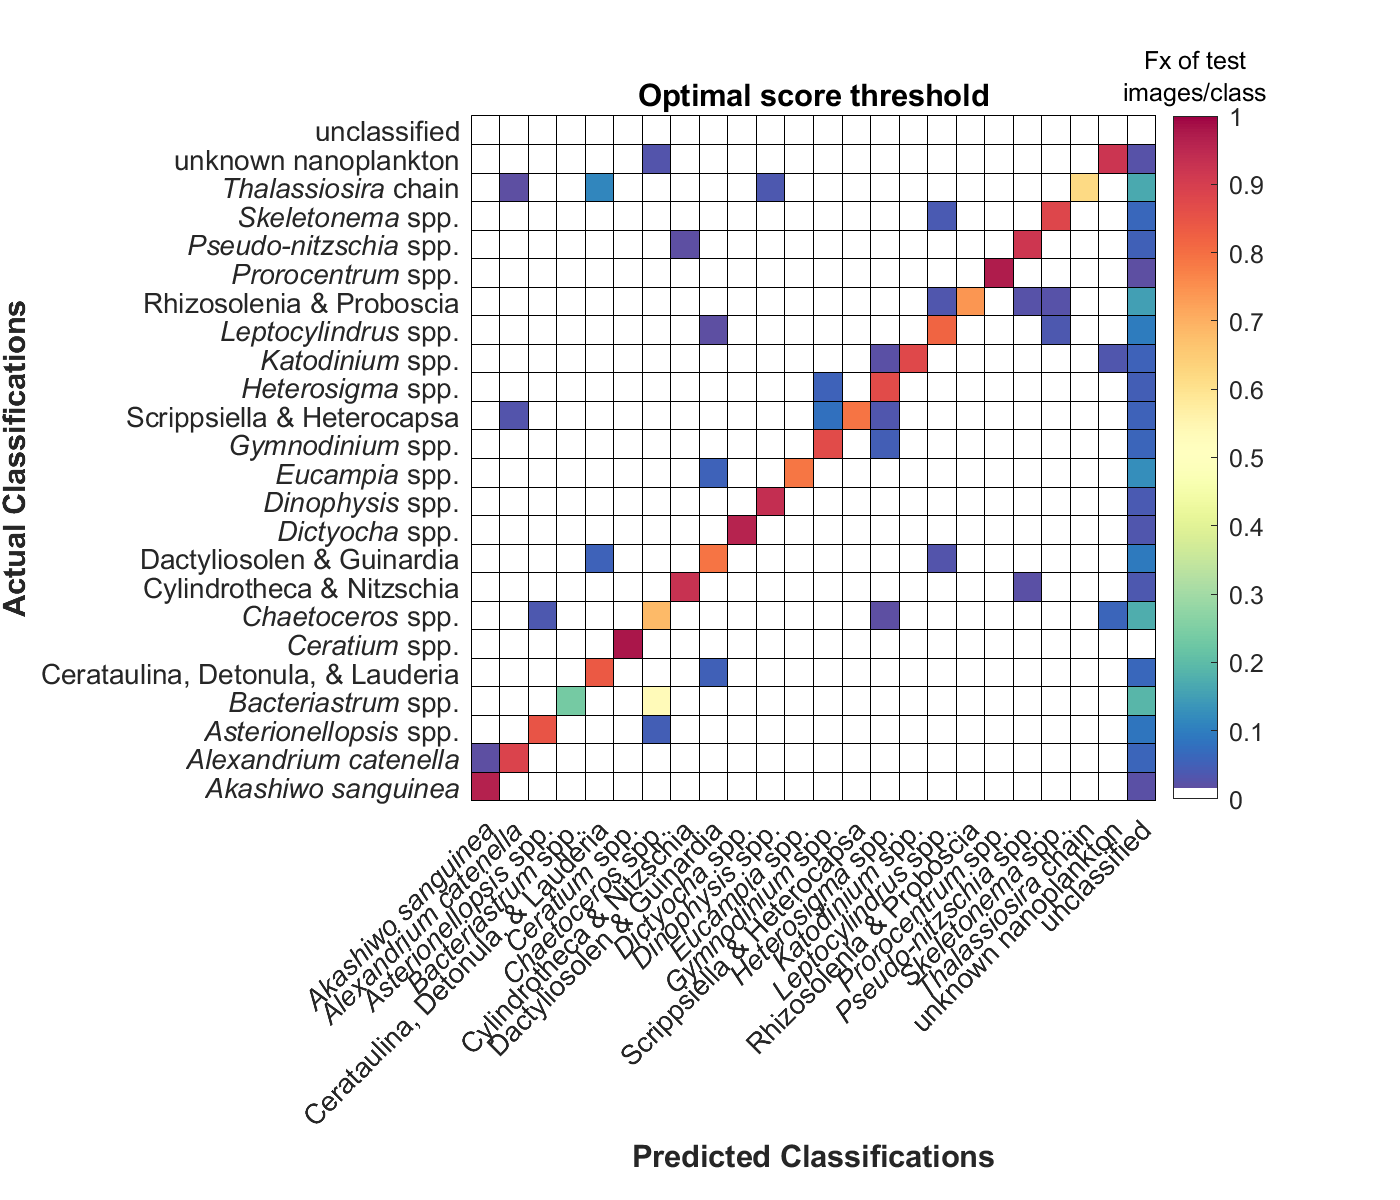 Fx of test
images/class
Optimal score threshold
unclassified
unknown nanoplankton
Thalassiosira chain
Skeletonema spp.
Pseudo-nitzschia spp.
Prorocentrum spp.
Rhizosolenia & Proboscia
Leptocylindrus spp.
Katodinium spp.
Heterosigma spp.
Scrippsiella & Heterocapsa
Gymnodinium spp.
Eucampia spp.
Dinophysis spp.
Dictyocha spp.
Dactyliosolen & Guinardia
Cylindrotheca & Nitzschia
Chaetoceros spp.
Ceratium spp.
Cerataulina, Detonula, & Lauderia
Bacteriastrum spp.
Asterionellopsis spp.
Alexandrium catenella
Akashiwo sanguinea
Actual Classifications
1
0.9
0.8
0.7
0.6
0.5
0.4
0.3
0.2
0.1
0
Akashiwo sanguinea
Alexandrium catenella
Asterionellopsis spp.
Bacteriastrum spp.
Cerataulina, Detonula, & Lauderia
Ceratium spp.
Chaetoceros spp.
Cylindrotheca & Nitzschia
Dactyliosolen & Guinardia
Dictyocha spp.
Dinophysis spp.
Eucampia spp.
Gymnodinium spp.
Scrippsiella & Heterocapsa
Heterosigma spp.
Katodinium spp.
Leptocylindrus spp.
Rhizosolenia & Proboscia
Prorocentrum spp.
Pseudo-nitzschia spp.
Skeletonema spp.
Thalassiosira chain
unknown nanoplankton
unclassified
Predicted Classifications